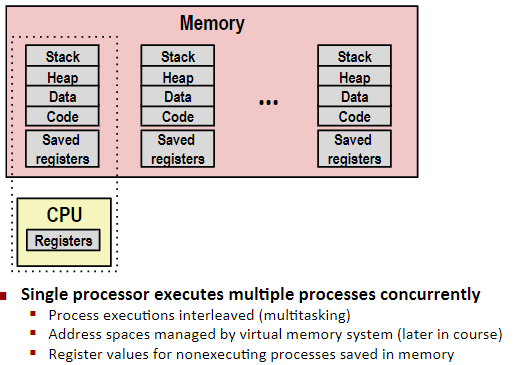 Memory
Stack Stack Stack
Heap Heap Heap
Data Data ... Data
Code Code Code
Saved Saved Saved
registers registers registers
CPU
Registers
Single processor executes multiple processes concurrently
Process executions interleaved (multitasking)
Address spaces managed by virtual memory system (later in course)
Register values for nonexecuting processes saved in memory